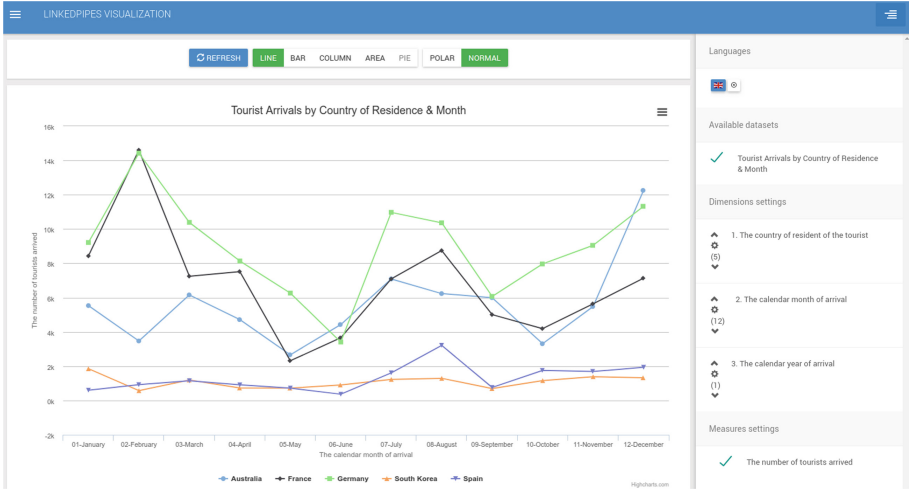 LINKEDPIPES VISUALIZATION
REFRESH LINE BAR COLUMN AREA PIE POLAR NORMAL
Tourist Arrivals by Country of Residence & Month
16k
14k
12k
10k
8k
6k
4k
2k
0k
-2k
The number of tourists arrived
01-January 02-February 03-March 04-April 05-May 06-June 07-July 08-August 09-September 10-October 11-November 12-December
The calendar month of arrival
Australia France Germany South Korea Spain
Highcharts.com
Languages
Available datasets
Tourist Arrivals by Country of Residence
& Month
Dimensions settings
1. The country of resident of the tourist
(5)
2. The calendar month of arrival
(12)
3. The calendar year of arrival
(1)
Measures settings
The number of tourists arrived